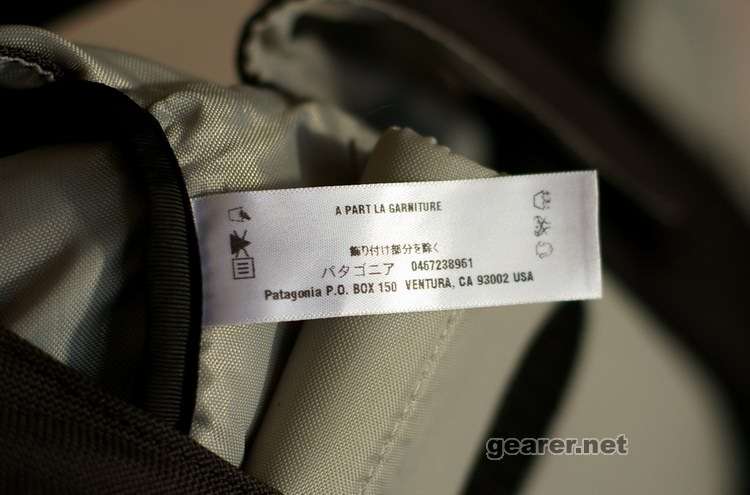 A PART LA GARNITURE
飾り付け部分を除く
パタゴニア 0467238961
Patagonia P.O. BOX 150 VENTURA, CA 93002 USA
gearer.net